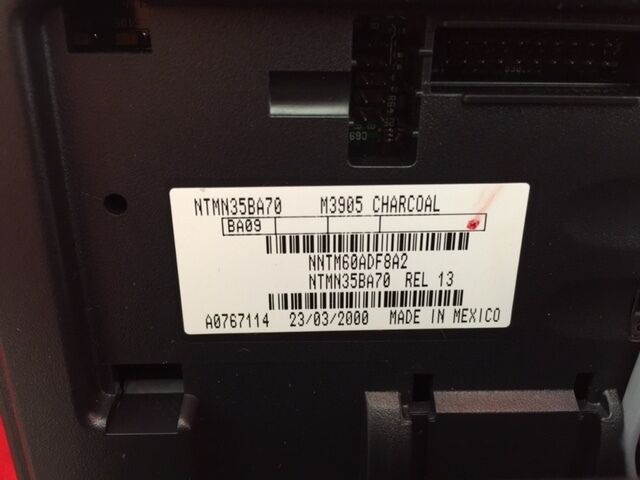 NTMN35BA70 M3905 CHARCOAL
BA09
NNTM60ADF8A2
NTMN35BA70 REL 13
A0767114 23/03/2000 MADE IN MEXICO